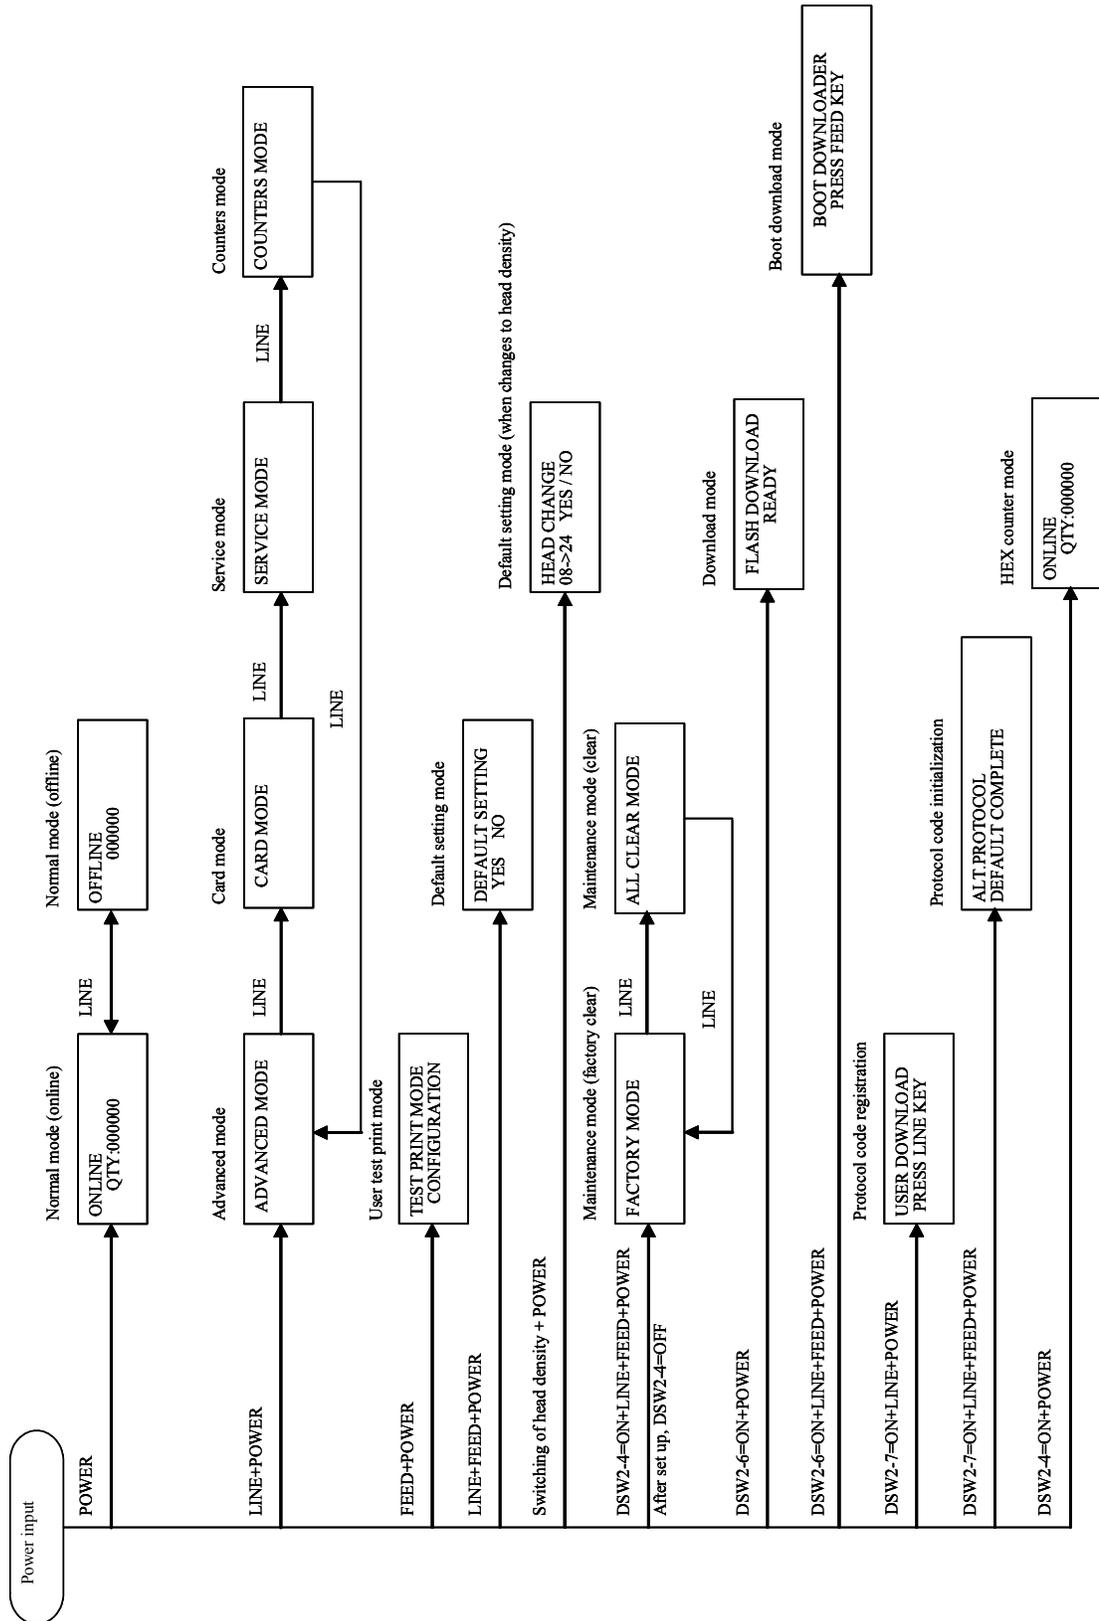 Power input
POWER
Normal mode (online)
ONLINE
QTY:000000
LINE
Normal mode (offline)
OFFLINE
000000
LINE+POWER
Advanced mode
ADVANCED MODE
LINE
Card mode
CARD MODE
LINE
Service mode
SERVICE MODE
LINE
Counters mode
COUNTERS MODE
LINE
FEED+POWER
User test print mode
TEST PRINT MODE
CONFIGURATION
LINE+FEED+POWER
Default setting mode
DEFAULT SETTING
YES NO
Switching of head density + POWER
Default setting mode (when changes to head density)
HEAD CHANGE
08->24 YES / NO
DSW2-4=ON+LINE+FEED+POWER
After set up, DSW2-4=OFF
Maintenance mode (factory clear)
FACTORY MODE
LINE
Maintenance mode (clear)
ALL CLEAR MODE
LINE
DSW2-6=ON+POWER
Download mode
FLASH DOWNLOAD
READY
DSW2-6=ON+LINE+FEED+POWER
Boot download mode
BOOT DOWNLOADER
PRESS FEED KEY
DSW2-7=ON+LINE+POWER
Protocol code registration
USER DOWNLOAD
PRESS LINE KEY
DSW2-7=ON+LINE+FEED+POWER
Protocol code initialization
ALT.PROTOCOL
DEFAULT COMPLETE
DSW2-4=ON+POWER
HEX counter mode
ONLINE
QTY:000000